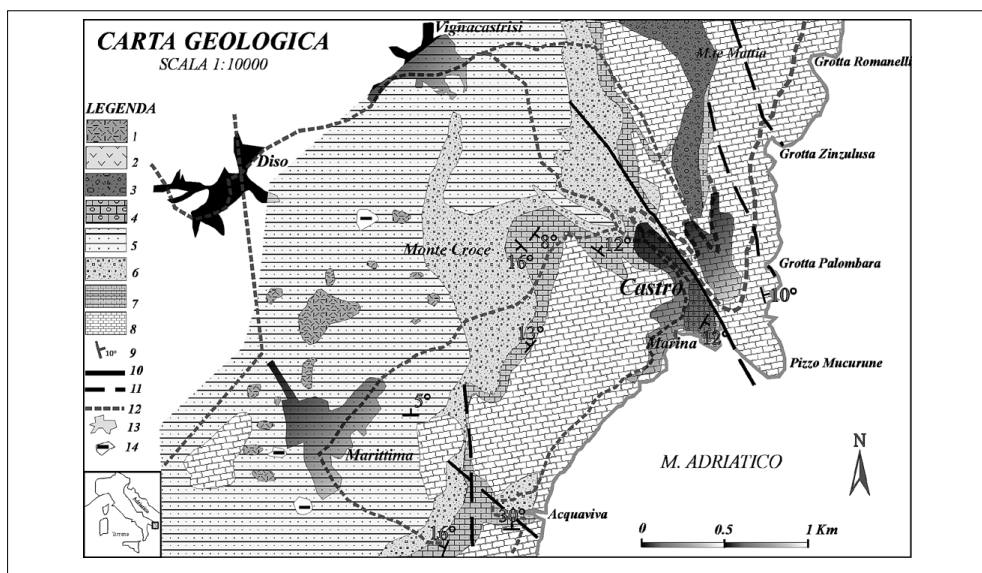 CARTA GEOLOGICA
SCALA 1:10000
Vignacastrisi
M.te Mattia
Grotta Romanelli
LEGENDA
1
2
3
4
5
6
7
8
10° 9
10
11
12
13
14
Diso
Grotta Zinzulusa
Monte Croce
8°
16°
12°
Castro
Grotta Palombara
10°
Marina
12°
13°
Pizzo Mucurune
5°
Marittima
M. ADRIATICO
N
Acquaviva
30°
16°
0 0.5 1 Km